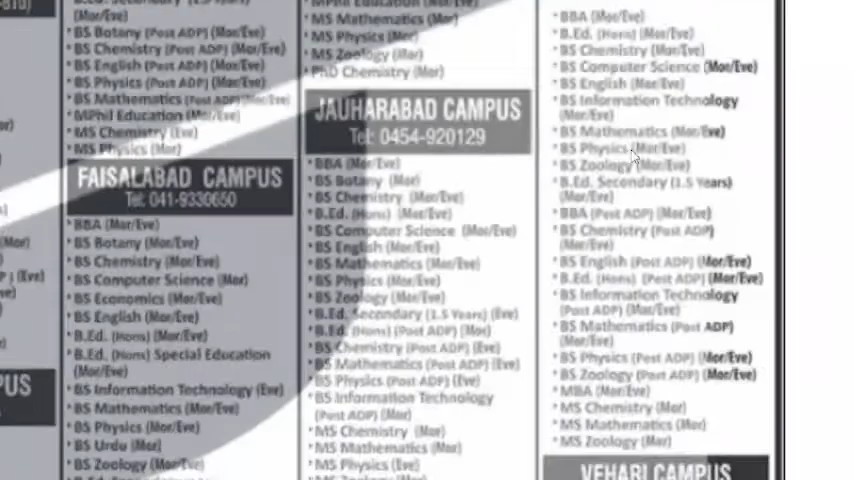 (Mor/Eve)
* BS Botany (Post ADP) (Mor/Eve)
* BS Chemistry (Post ADP) (Mor/Eve)
* BS English (Post ADP) (Mor/Eve)
* BS Physics (Post ADP) (Mor/Eve)
* BS Mathematics (Post ADP) (Mor/Eve)
* MPhil Education (Mor/Eve)
* MS Chemistry (Eve)
* MS Physics (Mor)
FAISALABAD CAMPUS
Tel: 041-9330650
* BBA (Mor/Eve)
* BS Botany (Mor/Eve)
* BS Chemistry (Mor/Eve)
* BS Computer Science (Mor)
* BS Economics (Mor/Eve)
* BS English (Mor/Eve)
* B.Ed. (Hons) (Mor/Eve)
* B.Ed. (Hons) Special Education
(Mor/Eve)
* BS Information Technology (Eve)
* BS Mathematics (Mor/Eve)
* BS Physics (Mor/Eve)
* BS Urdu (Mor)
* BS Zoology (Mor/Eve)
MPhil Education (Mor/Eve)
* MS Mathematics (Mor)
* MS Physics (Mor)
* MS Zoology (Mor)
* PhD Chemistry (Mor)
JAUHARABAD CAMPUS
Tel: 0454-920129
* BBA (Mor/Eve)
* BS Botany (Mor)
* BS Chemistry (Mor/Eve)
* B.Ed. (Hons) (Mor/Eve)
* BS Computer Science (Mor/Eve)
* BS English (Mor/Eve)
* BS Mathematics (Mor/Eve)
* BS Physics (Mor/Eve)
* BS Zoology (Mor/Eve)
* B.Ed. Secondary (1.5 Years) (Eve)
* B.Ed. (Hons) (Post ADP) (Mor)
* BS Chemistry (Post ADP) (Eve)
* BS Mathematics (Post ADP) (Mor/Eve)
* BS Physics (Post ADP) (Eve)
* BS Information Technology
(Post ADP) (Mor)
* MS Chemistry (Mor)
* MS Mathematics (Mor)
* MS Physics (Eve)
* MS Zoology (Mor)
* BBA (Mor/Eve)
* B.Ed. (Hons) (Mor/Eve)
* BS Chemistry (Mor/Eve)
* BS Computer Science (Mor/Eve)
* BS English (Mor/Eve)
* BS Information Technology
(Mor/Eve)
* BS Mathematics (Mor/Eve)
* BS Physics (Mor/Eve)
* BS Zoology (Mor/Eve)
* B.Ed. Secondary (1.5 Years)
(Mor/Eve)
* BBA (Post ADP) (Mor/Eve)
* BS Chemistry (Post ADP)
(Mor/Eve)
* BS English (Post ADP) (Mor/Eve)
* B.Ed. (Hons) (Post ADP) (Mor/Eve)
* BS Information Technology
(Post ADP) (Mor/Eve)
* BS Mathematics (Post ADP)
(Mor/Eve)
* BS Physics (Post ADP) (Mor/Eve)
* BS Zoology (Post ADP) (Mor/Eve)
* MBA (Mor/Eve)
* MS Chemistry (Mor)
* MS Mathematics (Mor)
* MS Zoology (Mor)
VEHARI CAMPUS